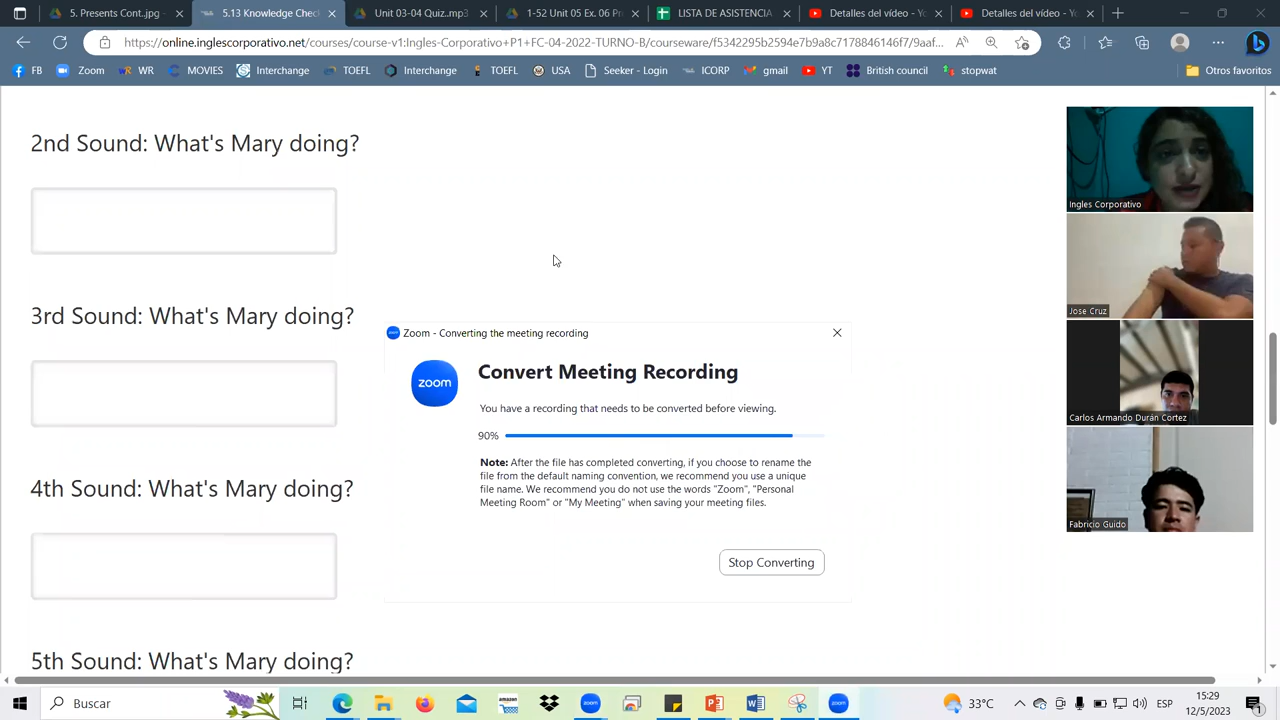 5. Presents Cont..jpg -
5.13 Knowledge Chec
Unit 03-04 Quiz..mp3
1-52 Unit 05 Ex. 06 Pr
LISTA DE ASISTENCIA
Detalles del vídeo - Yo
Detalles del vídeo - Yo
https://online.inglescorporativo.net/courses/course-v1:Ingles-Corporativo+P1+FC-04-2022-TURNO-B/courseware/f5342295b2594e7b9a8c7178846146f7/9aaf...
FB Zoom WR MOVIES Interchange TOEFL Interchange TOEFL USA Seeker - Login ICORP gmail YT British council stopwat Otros favoritos
2nd Sound: What's Mary doing?
3rd Sound: What's Mary doing?
4th Sound: What's Mary doing?
5th Sound: What's Mary doing?
Zoom - Converting the meeting recording
zoom
Convert Meeting Recording
You have a recording that needs to be converted before viewing.
90%
Note: After the file has completed converting, if you choose to rename the
file from the default naming convention, we recommend you use a unique
file name. We recommend you do not use the words "Zoom", "Personal
Meeting Room" or "My Meeting" when saving your meeting files.
Stop Converting
Ingles Corporativo
Jose Cruz
Carlos Armando Durán Cortez
Fabricio Guido
Buscar
33°C
ESP
15:29
12/5/2023